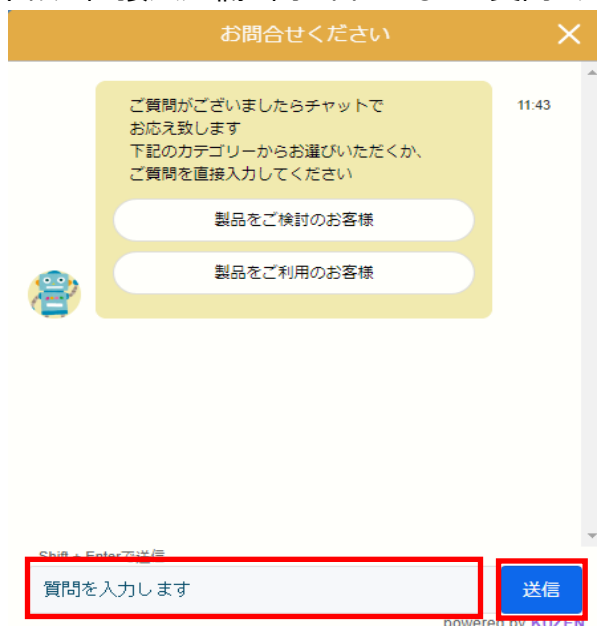 お問合せください
ご質問がございましたらチャットで
お応え致します
下記のカテゴリーからお選びいただくか、
ご質問を直接入力してください
11:43
製品をご検討のお客様
製品をご利用のお客様
Shift + Enterで送信
質問を入力します
送信
powered by KUZEN